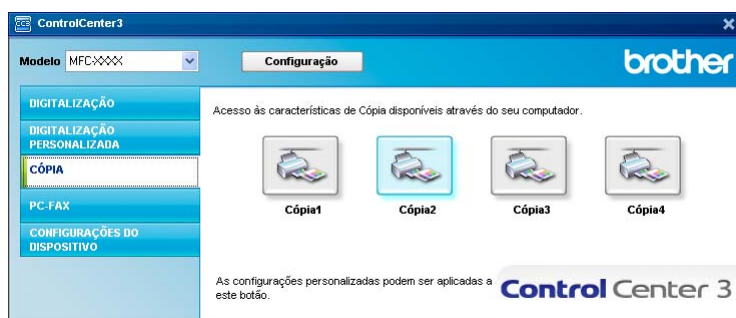 ControlCenter3
Modelo MFC-XXXX Configuração brother
DIGITALIZAÇÃO
DIGITALIZAÇÃO
PERSONALIZADA
CÓPIA
PC-FAX
CONFIGURAÇÕES DO
DISPOSITIVO
Acesso às características de Cópia disponíveis através do seu computador.
Cópia1 Cópia2 Cópia3 Cópia4
As configurações personalizadas podem ser aplicadas a
este botão.
Control Center 3